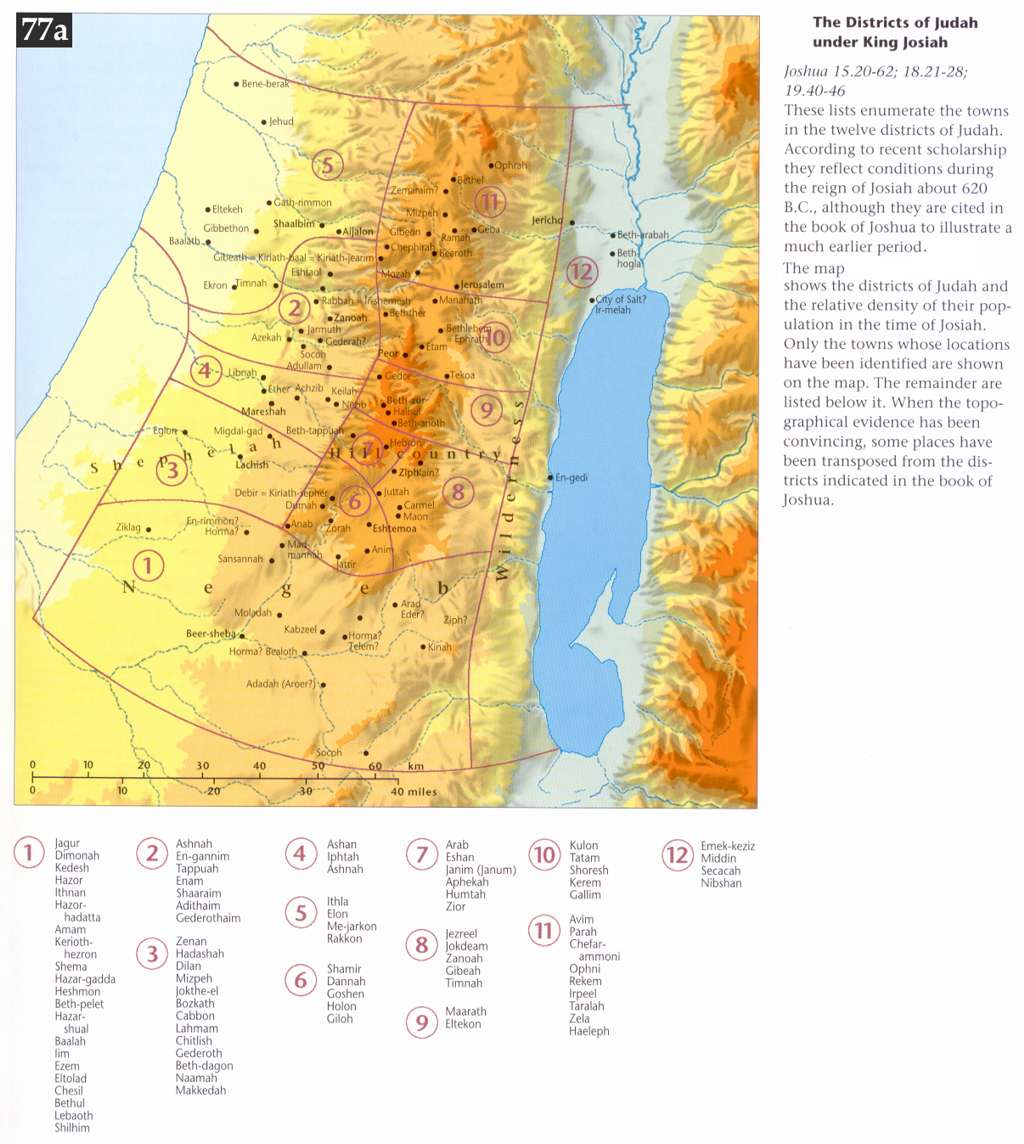 77a
The Districts of Judah
under King Josiah
Joshua 15.20-62; 18.21-28;
19.40-46
These lists enumerate the towns
in the twelve districts of Judah.
According to recent scholarship
they reflect conditions during
the reign of Josiah about 620
B.C., although they are cited in
the book of Joshua to illustrate a
much earlier period.
The map
shows the districts of Judah and
the relative density of their pop-
ulation in the time of Josiah.
Only the towns whose locations
have been identified are shown
on the map. The remainder are
listed below it. When the topo-
graphical evidence has been
convincing, some places have
been transposed from the dis-
tricts indicated in the book of
Joshua.
Bene-berak
Jehud
5
Ophrah
Bethel
Zemaraim?
11
Eltekeh
Gath-rimmon
Mizpeh
Gibbethon
Shaalbim
Aijalon
Gibeon
Ramah
Geba
Jericho
Beth-arabah
Baalath
Chephirah
Beeroth
Beth-
hogla
Gibeath = Kiriath-baal = Kiriath-jearim
Eshtaol
Mozah
12
Ekron
Timnah
Jerusalem
2
Rabbah = Ir-shemesh
Manahath
City of Salt?
Ir-melah
Zanoah
Bethther
Jarmuth
Bethlehem
= Ephrath
10
Azekah
Gederah?
Socoh
Etam
Peor
Adullam
4
Libnah
Gedor
Tekoa
Ether
Achzib
Keilah
Mareshah
Nezib
Beth-zur
Halhul
9
Beth-anoth
Eglon
Migdal-gad
Beth-tappuah
7
Hebron
Shephelah
Hill country
Wilderness
3
Lachish
Ziph
Kain?
En-gedi
Debir = Kiriath-sepher
6
Juttah
8
Dumah
Carmel
Maon
Ziklag
En-rimmon?
Horma?
Anab
Zorah
Eshtemoa
1
Sansannah
Mad-
mannah
Anim
Jattir
Negeb
Arad
Eder?
Moladah
Ziph?
Beer-sheba
Kabzeel
Horma?
Telem?
Horma?
Bealoth
Kinah
Adadah (Aroer?)
Socoh
0 10 20 30 40 50 60 km
0 10 20 30 40 miles
1
Jagur
Dimonah
Kedesh
Hazor
Ithnan
Hazor-
hadatta
Amam
Kerioth-
hezron
Shema
Hazar-gadda
Heshmon
Beth-pelet
Hazar-
shual
Baalah
Iim
Ezem
Eltolad
Chesil
Bethul
Lebaoth
Shilhim
2
Ashnah
En-gannim
Tappuah
Enam
Shaaraim
Adithaim
Gederothaim
3
Zenan
Hadashah
Dilan
Mizpeh
Jokthe-el
Bozkath
Cabbon
Lahmam
Chitlish
Gederoth
Beth-dagon
Naamah
Makkedah
4
Ashan
Iphtah
Ashnah
5
Ithla
Elon
Me-jarkon
Rakkon
6
Shamir
Dannah
Goshen
Holon
Giloh
7
Arab
Eshan
Janim (Janum)
Aphekah
Humtah
Zior
8
Jezreel
Jokdeam
Zanoah
Gibeah
Timnah
9
Maarath
Eltekon
10
Kulon
Tatam
Shoresh
Kerem
Gallim
11
Avim
Parah
Chefar-
ammoni
Ophni
Rekem
Irpeel
Taralah
Zela
Haeleph
12
Emek-keziz
Middin
Secacah
Nibshan